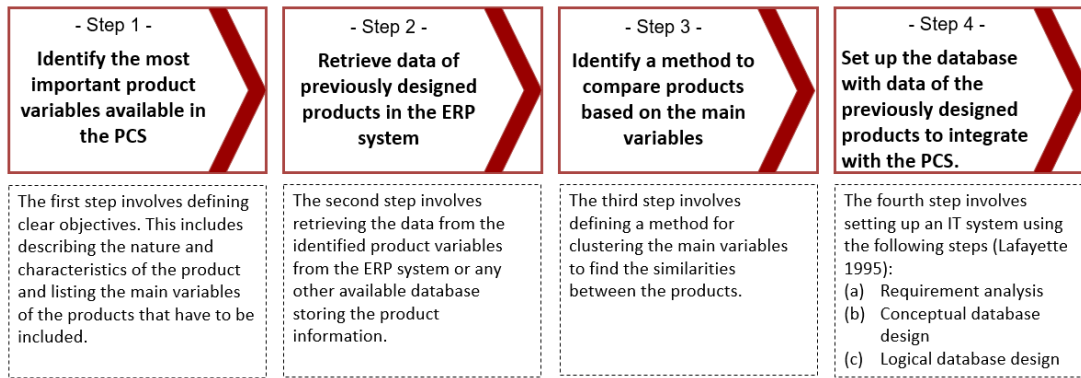 - Step 1 -
Identify the most
important product
variables available in
the PCS
- Step 2 -
Retrieve data of
previously designed
products in the ERP
system
- Step 3 -
Identify a method to
compare products
based on the main
variables
- Step 4 -
Set up the database
with data of the
previously designed
products to integrate
with the PCS.
The first step involves defining
clear objectives. This includes
describing the nature and
characteristics of the product
and listing the main variables
of the products that have to be
included.
The second step involves
retrieving the data from the
identified product variables
from the ERP system or any
other available database
storing the product
information.
The third step involves
defining a method for
clustering the main variables
to find the similarities
between the products.
The fourth step involves
setting up an IT system using
the following steps (Lafayette
1995):
(a) Requirement analysis
(b) Conceptual database
design
(c) Logical database design